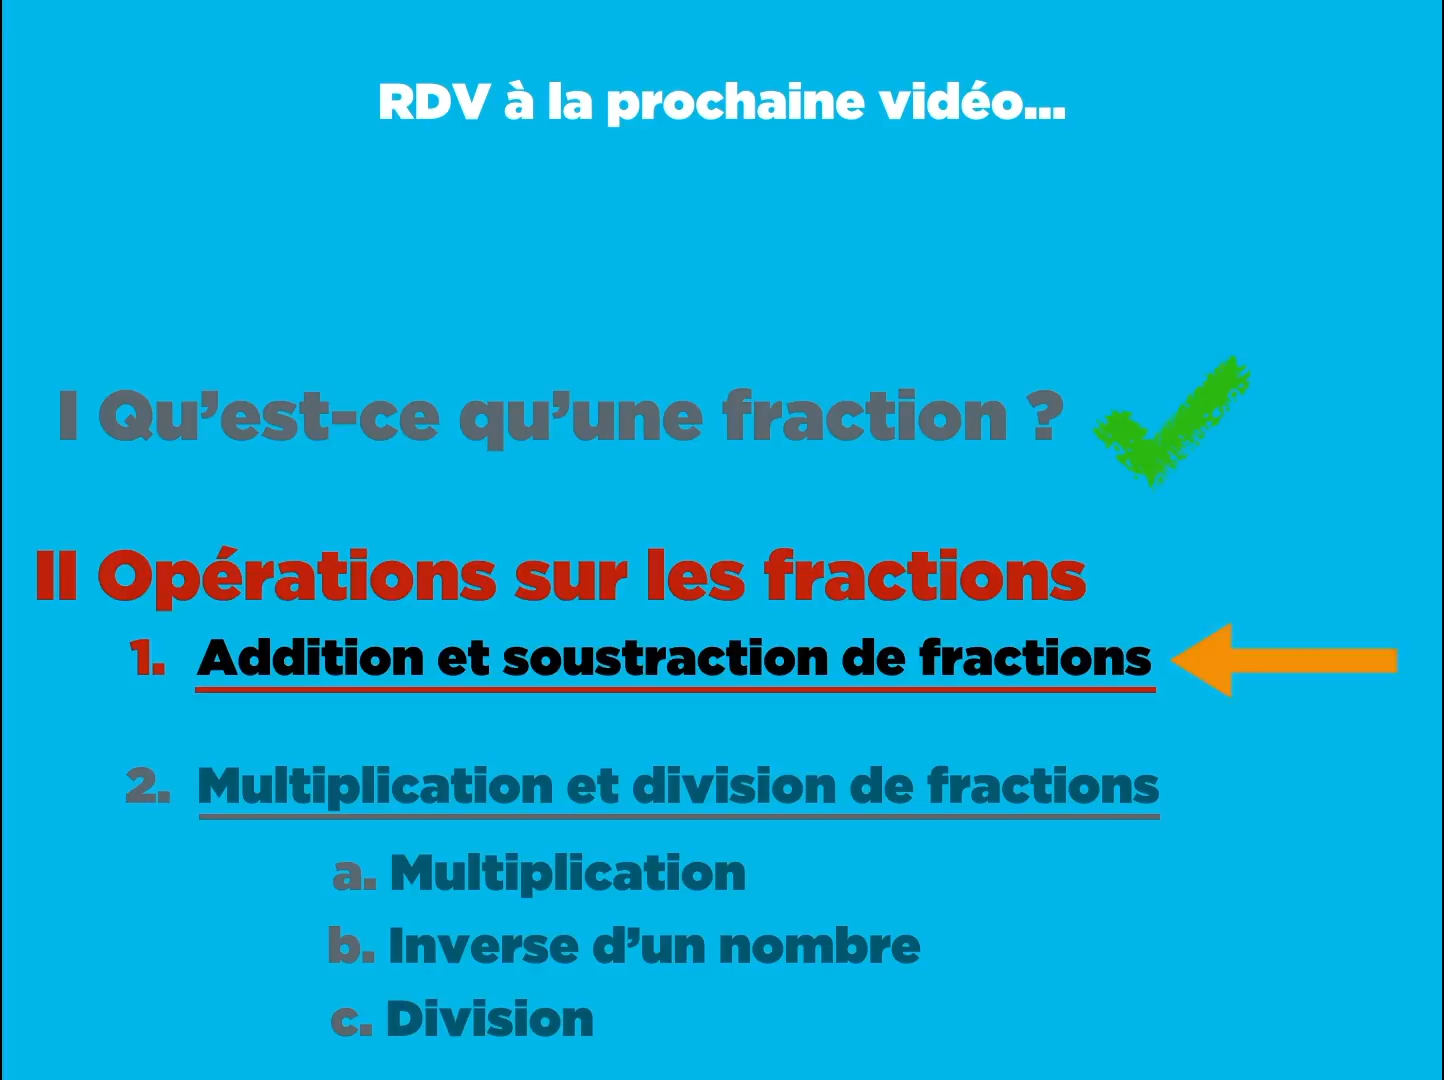 RDV à la prochaine vidéo...
I Qu’est-ce qu’une fraction ?
II Opérations sur les fractions
1. Addition et soustraction de fractions
2. Multiplication et division de fractions
a. Multiplication
b. Inverse d’un nombre
c. Division